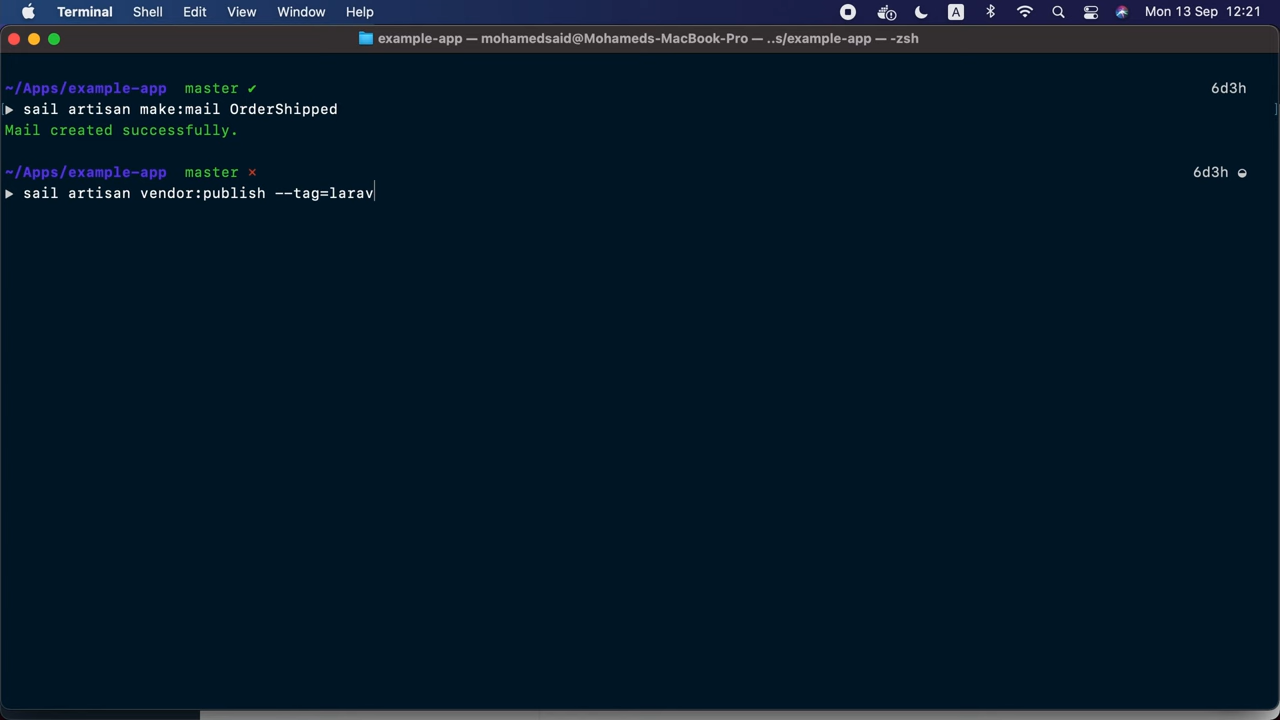 Terminal Shell Edit View Window Help A Mon 13 Sep 12:21
example-app — mohamedsaid@Mohameds-MacBook-Pro — ..s/example-app — -zsh
~/Apps/example-app master ✔ 6d3h
[▶ sail artisan make:mail OrderShipped ]
Mail created successfully.
~/Apps/example-app master × 6d3h ◒
▶ sail artisan vendor:publish --tag=larav